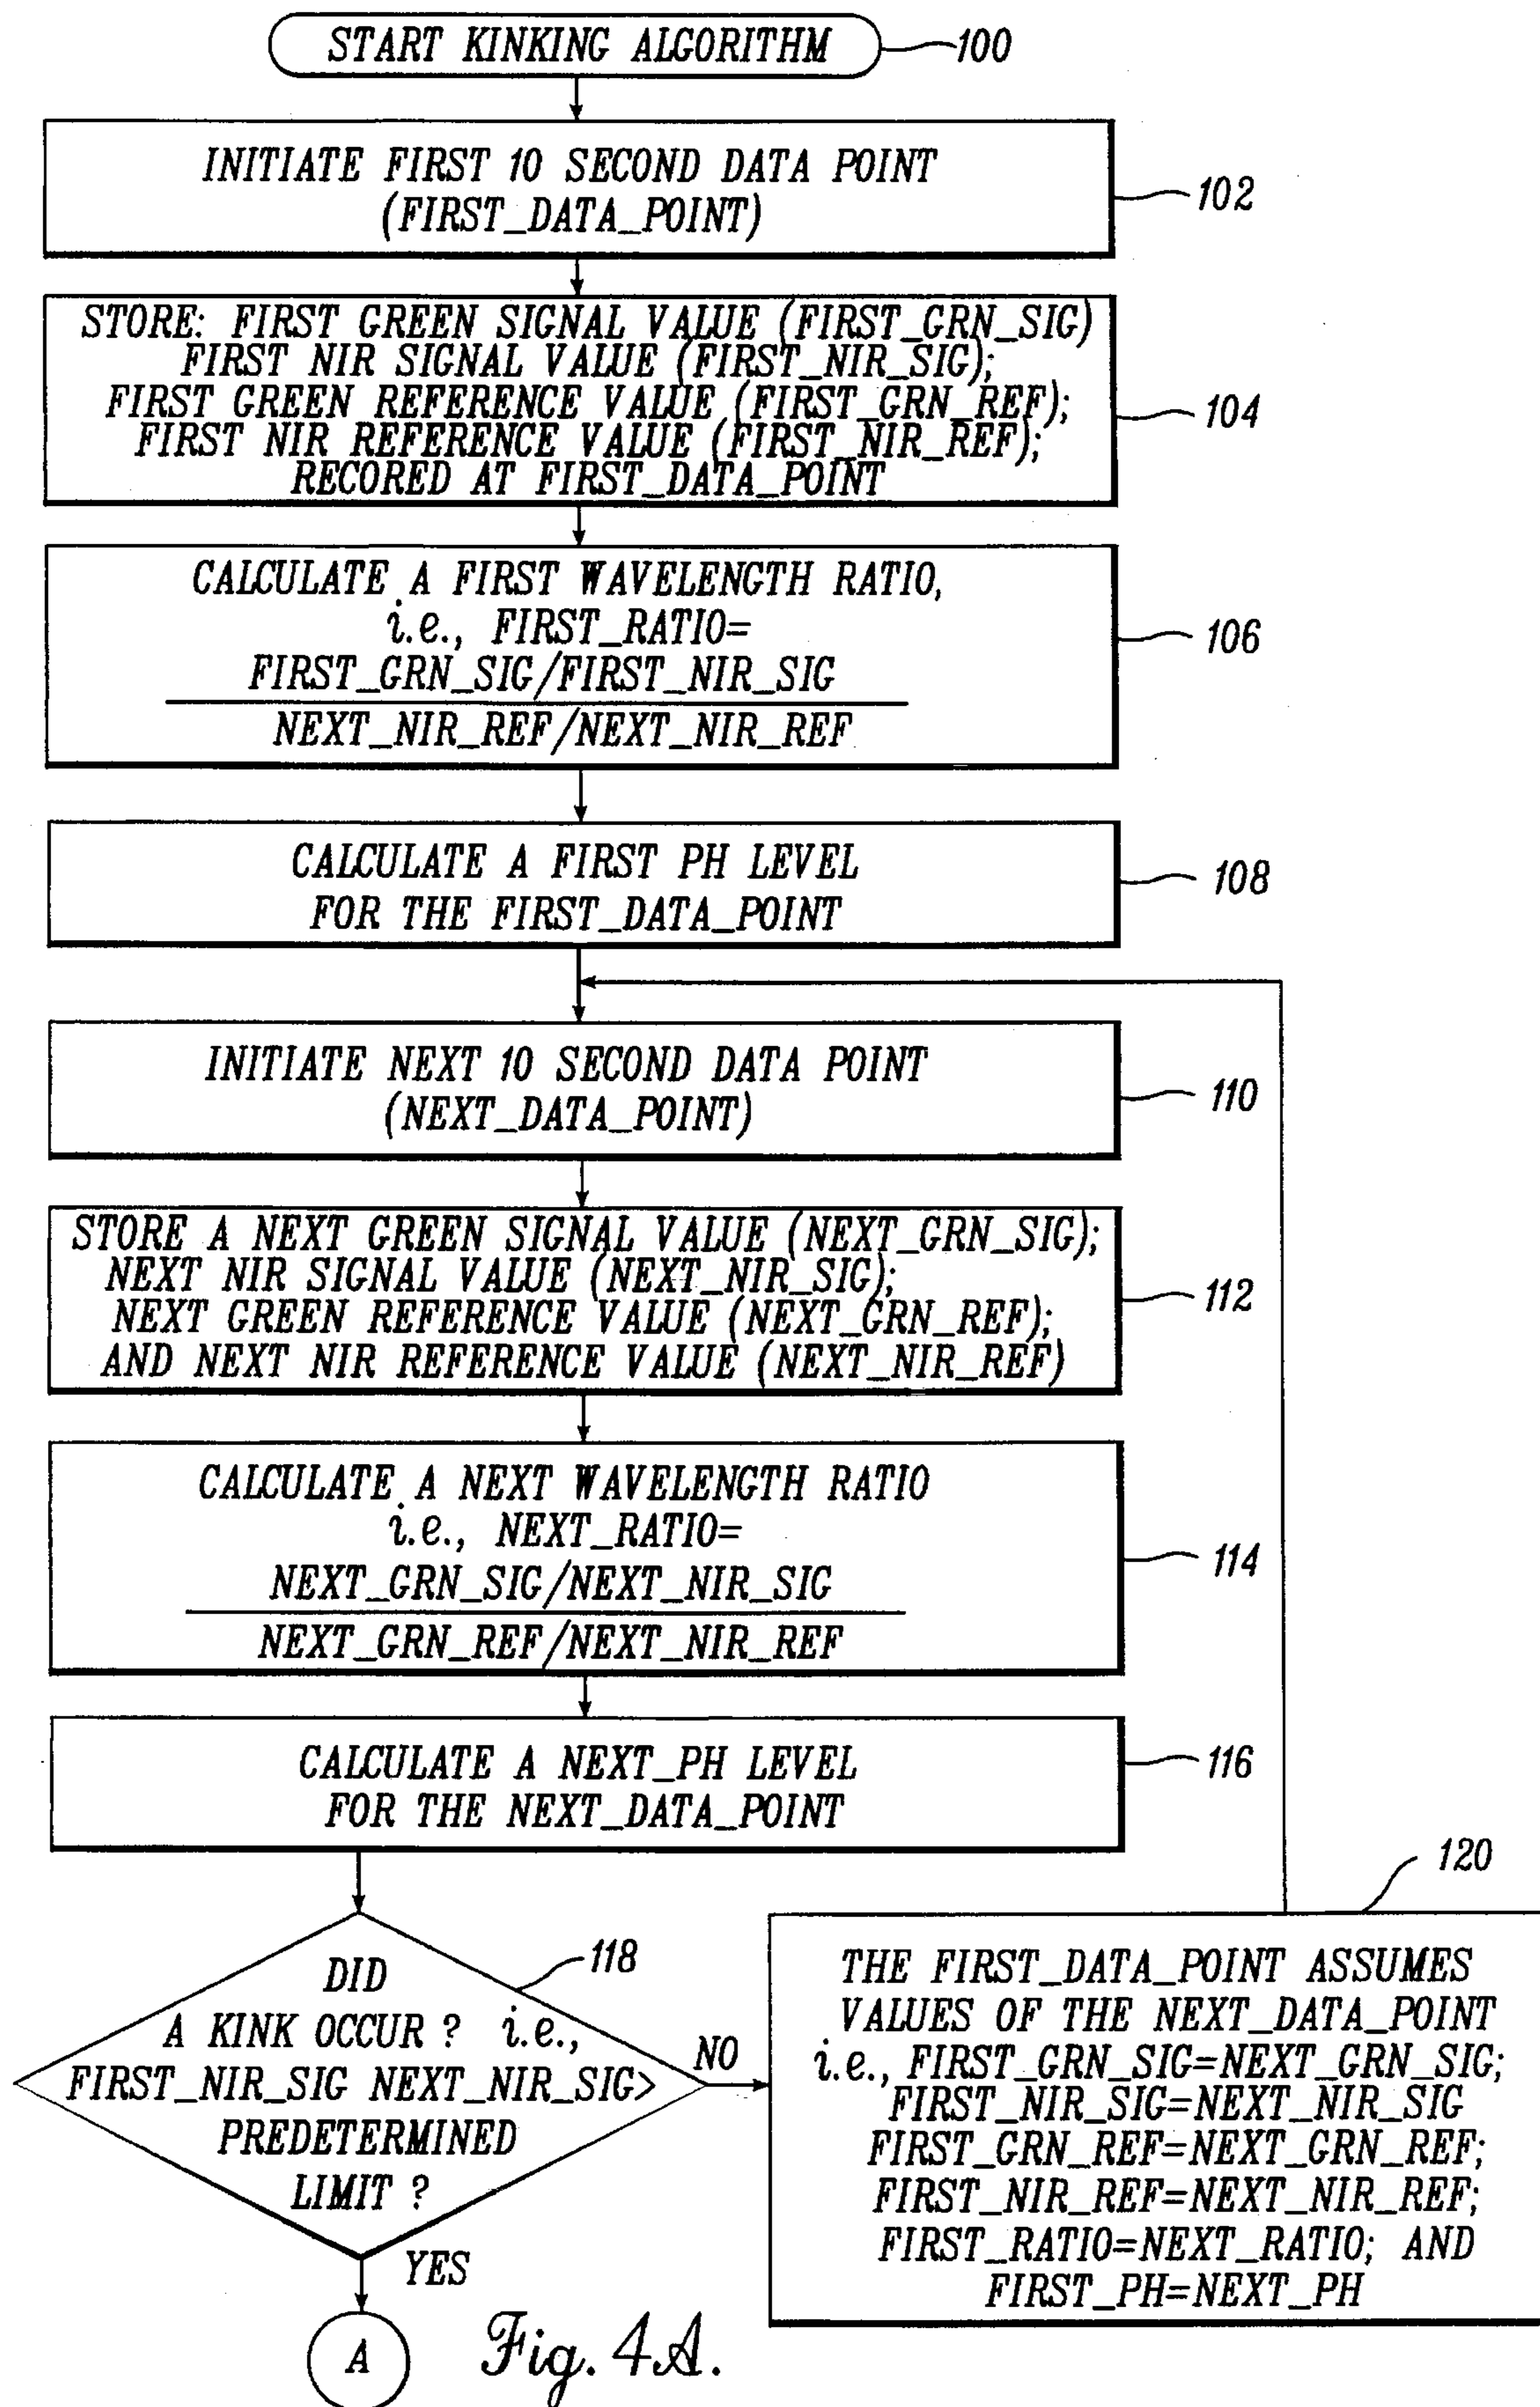 START KINKING ALGORITHM
100
INITIATE FIRST 10 SECOND DATA POINT
(FIRST_DATA_POINT)
102
STORE: FIRST GREEN SIGNAL VALUE (FIRST_GRN_SIG)
FIRST NIR SIGNAL VALUE (FIRST_NIR_SIG);
FIRST GREEN REFERENCE VALUE (FIRST_GRN_REF);
FIRST NIR REFERENCE VALUE (FIRST_NIR_REF);
RECORED AT FIRST_DATA_POINT
104
CALCULATE A FIRST WAVELENGTH RATIO,
i.e., FIRST_RATIO=
FIRST_GRN_SIG/FIRST_NIR_SIG
NEXT_NIR_REF/NEXT_NIR_REF
106
CALCULATE A FIRST PH LEVEL
FOR THE FIRST_DATA_POINT
108
INITIATE NEXT 10 SECOND DATA POINT
(NEXT_DATA_POINT)
110
STORE A NEXT GREEN SIGNAL VALUE (NEXT_GRN_SIG);
NEXT NIR SIGNAL VALUE (NEXT_NIR_SIG);
NEXT GREEN REFERENCE VALUE (NEXT_GRN_REF);
AND NEXT NIR REFERENCE VALUE (NEXT_NIR_REF)
112
CALCULATE A NEXT WAVELENGTH RATIO
i.e., NEXT_RATIO=
NEXT_GRN_SIG/NEXT_NIR_SIG
NEXT_GRN_REF/NEXT_NIR_REF
114
CALCULATE A NEXT_PH LEVEL
FOR THE NEXT_DATA_POINT
116
DID
A KINK OCCUR ? i.e.,
FIRST_NIR_SIG NEXT_NIR_SIG>
PREDETERMINED
LIMIT ?
118
NO
YES
A
120
THE FIRST_DATA_POINT ASSUMES
VALUES OF THE NEXT_DATA_POINT
i.e., FIRST_GRN_SIG=NEXT_GRN_SIG;
FIRST_NIR_SIG=NEXT_NIR_SIG
FIRST_GRN_REF=NEXT_GRN_REF;
FIRST_NIR_REF=NEXT_NIR_REF;
FIRST_RATIO=NEXT_RATIO; AND
FIRST_PH=NEXT_PH
Fig. 4A.